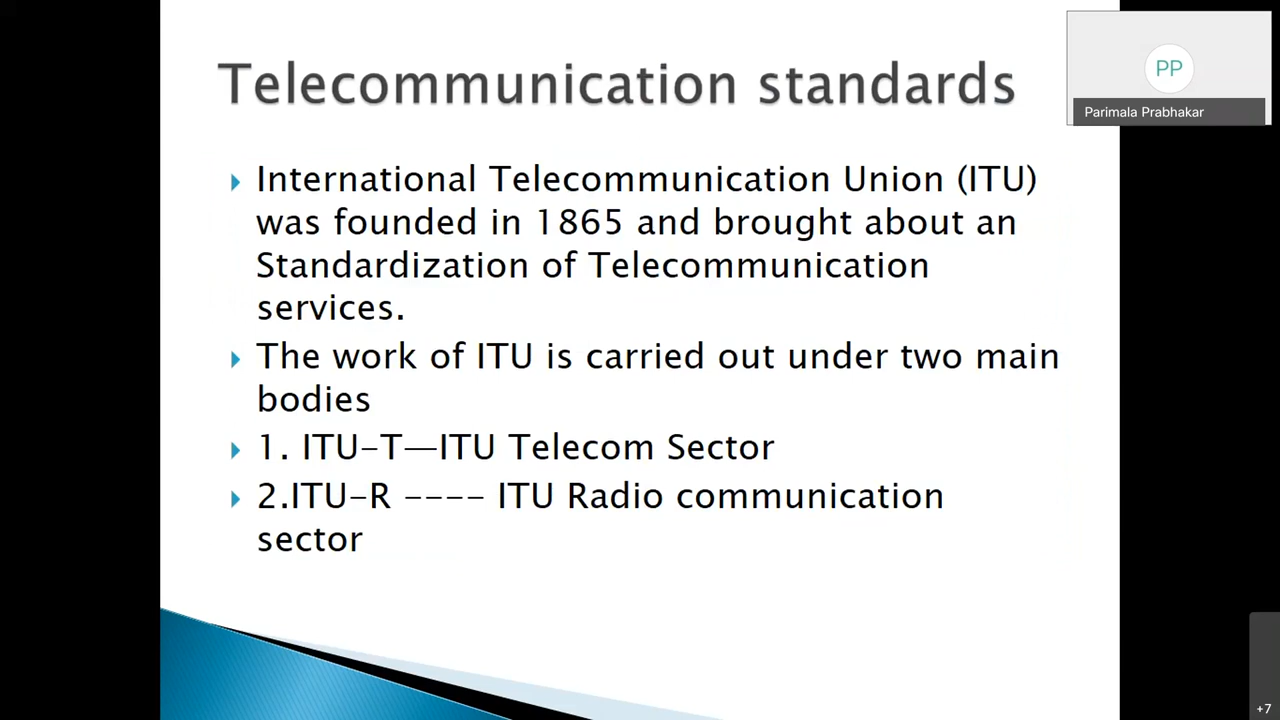 Telecommunication standards
PP
Parimala Prabhakar
International Telecommunication Union (ITU)
was founded in 1865 and brought about an
Standardization of Telecommunication
services.
The work of ITU is carried out under two main
bodies
1. ITU-T—ITU Telecom Sector
2.ITU-R ---- ITU Radio communication
sector
+7